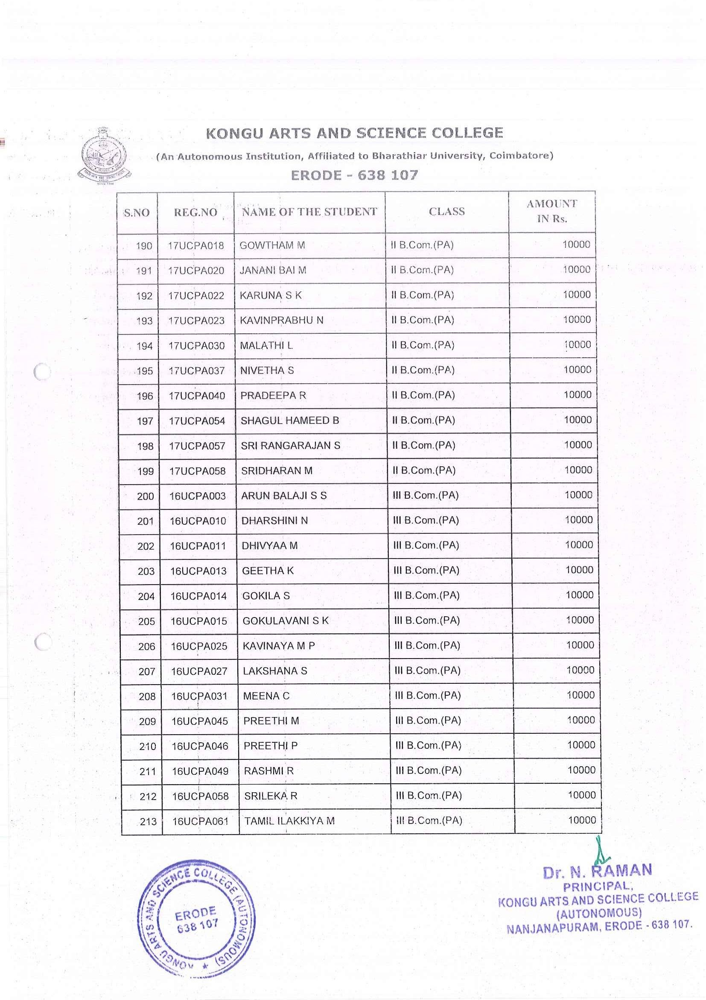 KONGU ARTS AND SCIENCE COLLEGE
(An Autonomous Institution, Affiliated to Bharathiar University, Coimbatore)
ERODE - 638 107
S.NO REG.NO NAME OF THE STUDENT CLASS AMOUNT IN Rs.
190 17UCPA018 GOWTHAM M II B.Com.(PA) 10000
191 17UCPA020 JANANI BAI M II B.Com.(PA) 10000
192 17UCPA022 KARUNA S K II B.Com.(PA) 10000
193 17UCPA023 KAVINPRABHU N II B.Com.(PA) 10000
194 17UCPA030 MALATHI L II B.Com.(PA) 10000
195 17UCPA037 NIVETHA S II B.Com.(PA) 10000
196 17UCPA040 PRADEEPA R II B.Com.(PA) 10000
197 17UCPA054 SHAGUL HAMEED B II B.Com.(PA) 10000
198 17UCPA057 SRI RANGARAJAN S II B.Com.(PA) 10000
199 17UCPA058 SRIDHARAN M II B.Com.(PA) 10000
200 16UCPA003 ARUN BALAJI S S III B.Com.(PA) 10000
201 16UCPA010 DHARSHINI N III B.Com.(PA) 10000
202 16UCPA011 DHIVYAA M III B.Com.(PA) 10000
203 16UCPA013 GEETHA K III B.Com.(PA) 10000
204 16UCPA014 GOKILA S III B.Com.(PA) 10000
205 16UCPA015 GOKULAVANI S K III B.Com.(PA) 10000
206 16UCPA025 KAVINAYA M P III B.Com.(PA) 10000
207 16UCPA027 LAKSHANA S III B.Com.(PA) 10000
208 16UCPA031 MEENA C III B.Com.(PA) 10000
209 16UCPA045 PREETHI M III B.Com.(PA) 10000
210 16UCPA046 PREETHI P III B.Com.(PA) 10000
211 16UCPA049 RASHMI R III B.Com.(PA) 10000
212 16UCPA058 SRILEKA R III B.Com.(PA) 10000
213 16UCPA061 TAMIL ILAKKIYA M III B.Com.(PA) 10000
KONGU ARTS AND SCIENCE COLLEGE (AUTONOMOUS)
ERODE
638 107
Dr. N. RAMAN
PRINCIPAL,
KONGU ARTS AND SCIENCE COLLEGE
(AUTONOMOUS)
NANJANAPURAM, ERODE - 638 107.